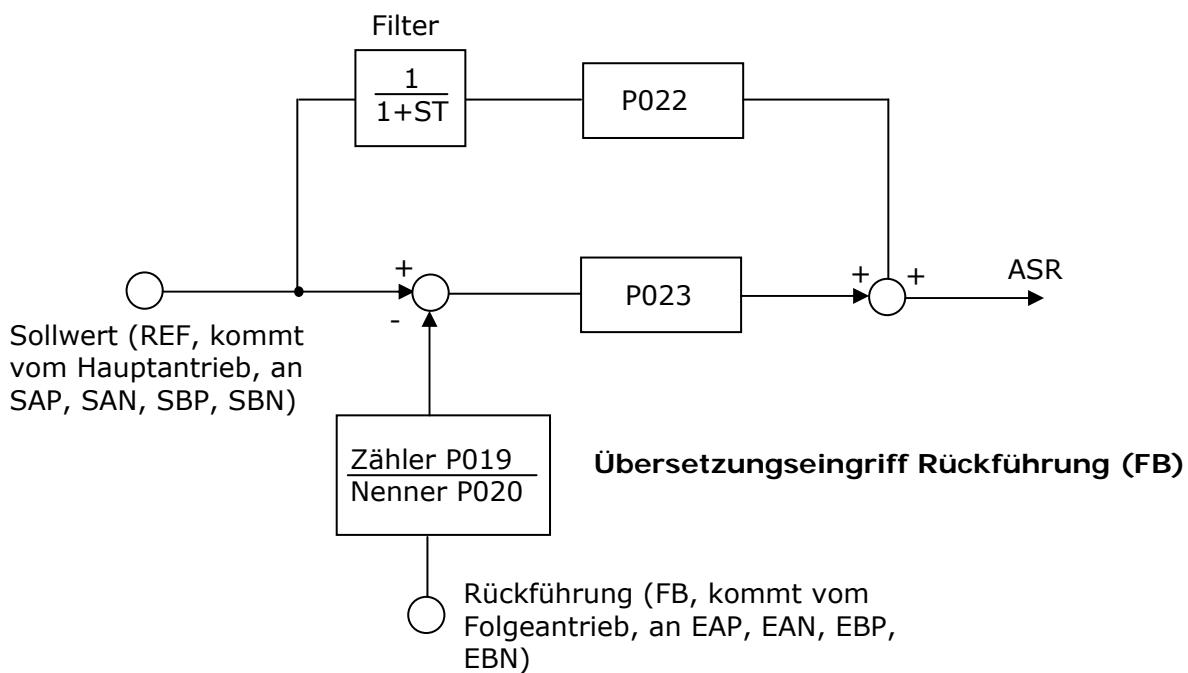 Filter
1
1+ST
P022
+
-
P023
+
+
ASR
Sollwert (REF, kommt
vom Hauptantrieb, an
SAP, SAN, SBP, SBN)
Zähler P019
Nenner P020
Übersetzungseingriff Rückführung (FB)
Rückführung (FB, kommt vom
Folgeantrieb, an EAP, EAN, EBP,
EBN)